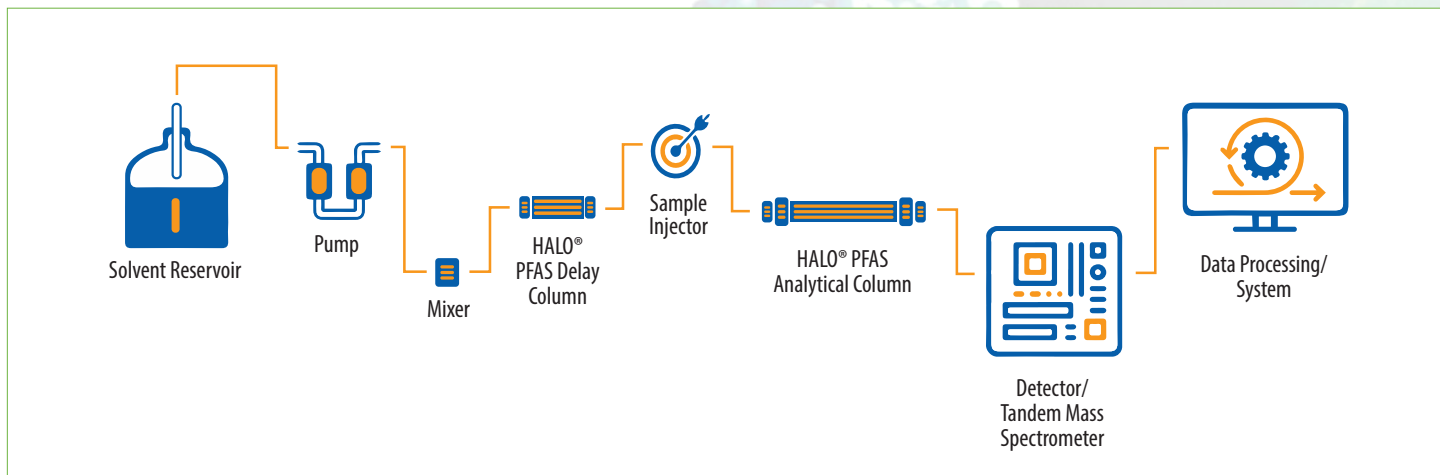 Solvent Reservoir
Pump
Mixer
HALO®
PFAS Delay
Column
Sample
Injector
HALO® PFAS
Analytical Column
Detector/
Tandem Mass
Spectrometer
Data Processing/
System